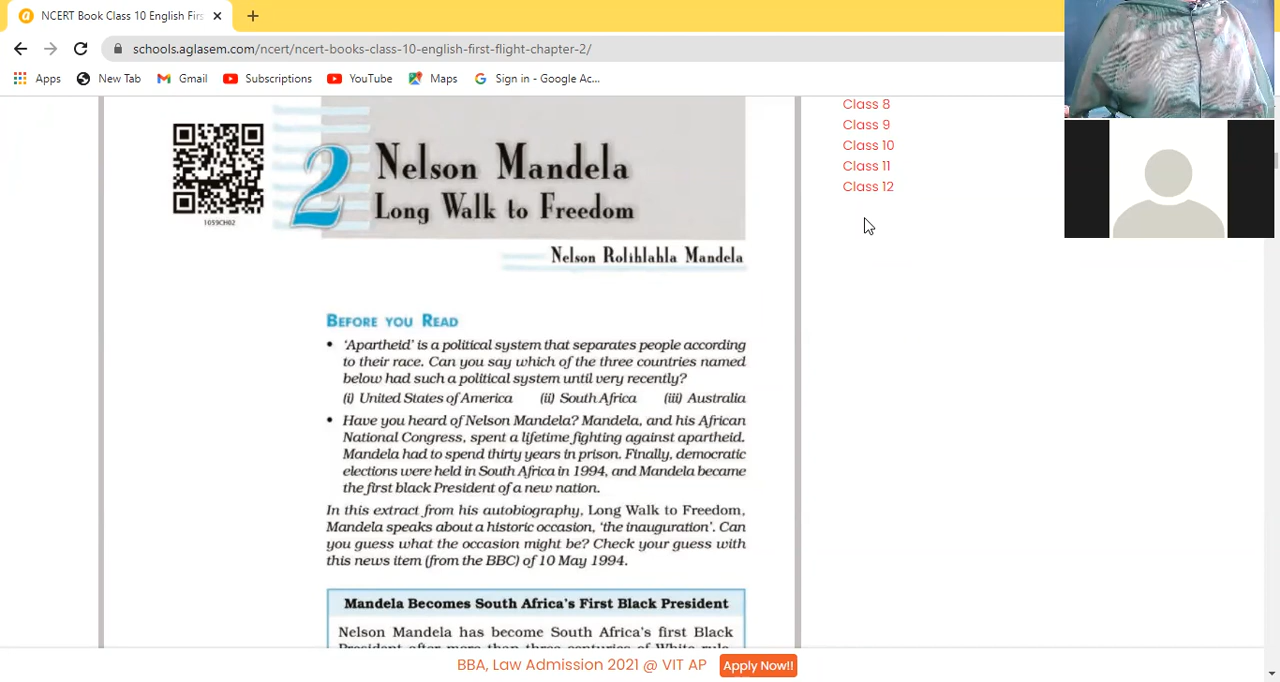 NCERT Book Class 10 English Firs
schools.aglasem.com/ncert/ncert-books-class-10-english-first-flight-chapter-2/
Apps New Tab Gmail Subscriptions YouTube Maps Sign in - Google Ac...
Class 8
Class 9
Class 10
Class 11
Class 12
1059CH02
2
Nelson Mandela
Long Walk to Freedom
Nelson Rolihlahla Mandela
BEFORE YOU READ
• 'Apartheid' is a political system that separates people according
to their race. Can you say which of the three countries named
below had such a political system until very recently?
(i) United States of America (ii) South Africa (iii) Australia
• Have you heard of Nelson Mandela? Mandela, and his African
National Congress, spent a lifetime fighting against apartheid.
Mandela had to spend thirty years in prison. Finally, democratic
elections were held in South Africa in 1994, and Mandela became
the first black President of a new nation.
In this extract from his autobiography, Long Walk to Freedom,
Mandela speaks about a historic occasion, 'the inauguration'. Can
you guess what the occasion might be? Check your guess with
this news item (from the BBC) of 10 May 1994.
Mandela Becomes South Africa's First Black President
Nelson Mandela has become South Africa's first Black
President after more than three centuries of White rule.
BBA, Law Admission 2021 @ VIT AP Apply Now!!